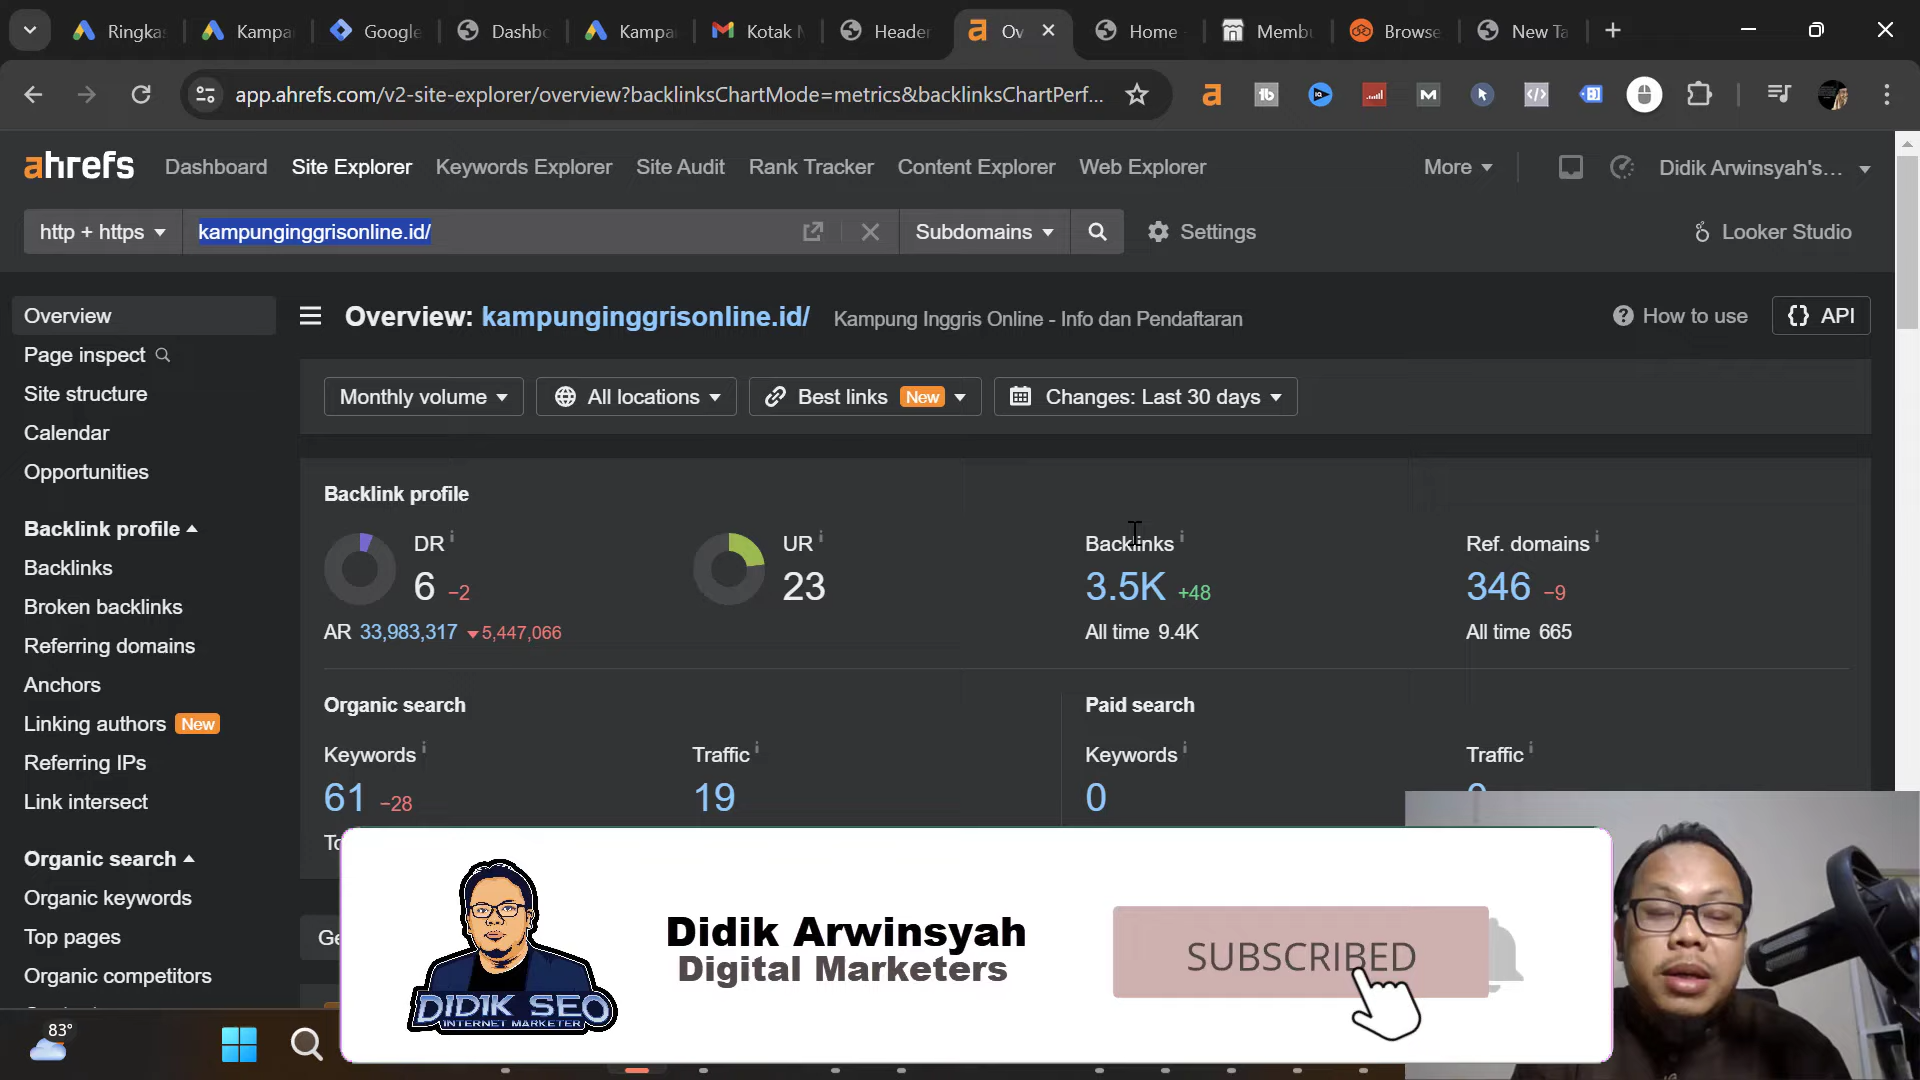 Ringka
Kampa
Google
Dashbo
Kampa
Kotak M
Header
Ov
Home
Membu
Browse
New Ta
app.ahrefs.com/v2-site-explorer/overview?backlinksChartMode=metrics&backlinksChartPerf...
ahrefs
Dashboard
Site Explorer
Keywords Explorer
Site Audit
Rank Tracker
Content Explorer
Web Explorer
More
Didik Arwinsyah's...
http + https
kampunginggrisonline.id/
Subdomains
Settings
Looker Studio
Overview
Page inspect
Site structure
Calendar
Opportunities
Backlink profile
Backlinks
Broken backlinks
Referring domains
Anchors
Linking authors New
Referring IPs
Link intersect
Organic search
Organic keywords
Top pages
Organic competitors
Overview: kampunginggrisonline.id/ Kampung Inggris Online - Info dan Pendaftaran
How to use
{} API
Monthly volume
All locations
Best links New
Changes: Last 30 days
Backlink profile
DR
6 −2
AR 33,983,317 5,447,066
UR
23
Backlinks
3.5K +48
All time 9.4K
Ref. domains
346 −9
All time 665
Organic search
Keywords
61 −28
Traffic
19
Paid search
Keywords
0
Traffic
Ge
DIDIK SEO
INTERNET MARKETER
Didik Arwinsyah
Digital Marketers
SUBSCRIBED
83°